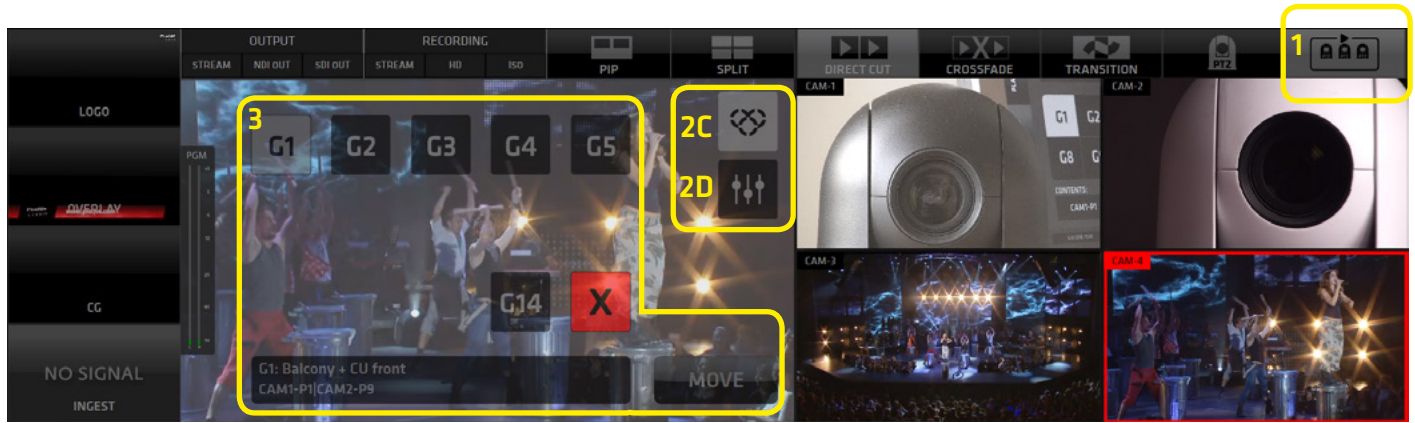 1
OUTPUT
RECORDING
STREAM NDI OUT SDI OUT STREAM HD ISO
PIP
SPLIT
DIRECT CUT
CROSSFADE
TRANSITION
PTZ
LOGO
OVERLAY
CG
NO SIGNAL
INGEST
PGM
3
G1 G2 G3 G4 G5
G14 X
G1: Balcony + CU front
CAM1-P1|CAM2-P9
MOVE
2C
2D
CAM-1
G1 G2
G8 G
CONTENTS:
CAM1-P1
CAM-2
CAM-3
CAM-4